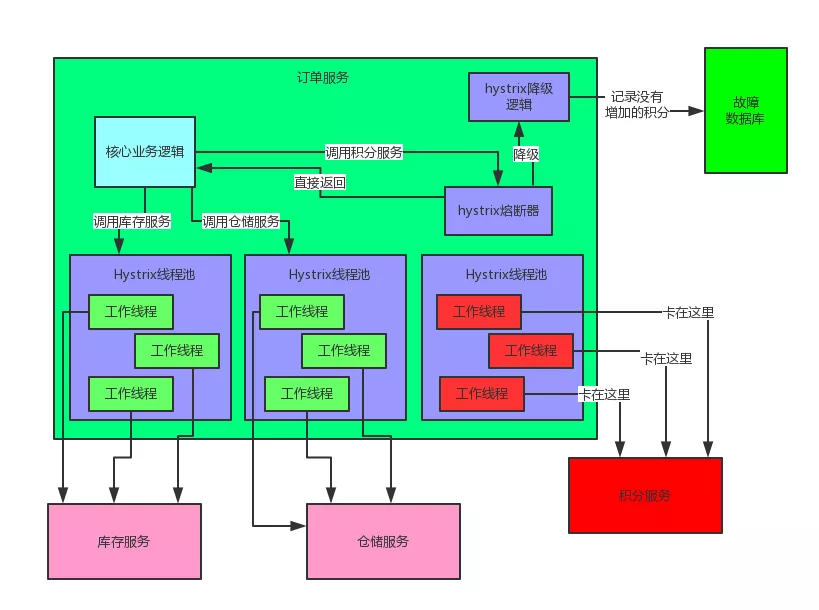 订单服务
hystrix降级
逻辑
记录没有
增加的积分
故障
数据库
核心业务逻辑
调用积分服务
降级
直接返回
hystrix熔断器
调用库存服务
调用仓储服务
Hystrix线程池
Hystrix线程池
Hystrix线程池
工作线程
工作线程
工作线程
卡在这里
工作线程
工作线程
工作线程
卡在这里
工作线程
工作线程
工作线程
卡在这里
积分服务
库存服务
仓储服务